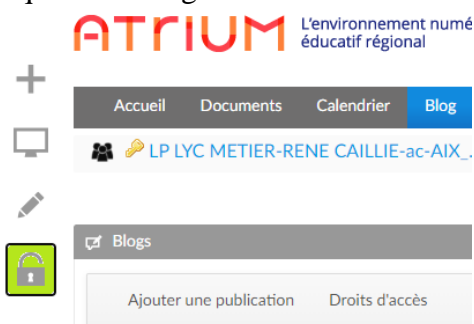 ATrIUM
L'environnement numé
éducatif régional
Accueil Documents Calendrier Blog
LP LYC METIER-RENE CAILLIE-ac-AIX_..
Blogs
Ajouter une publication Droits d'accès